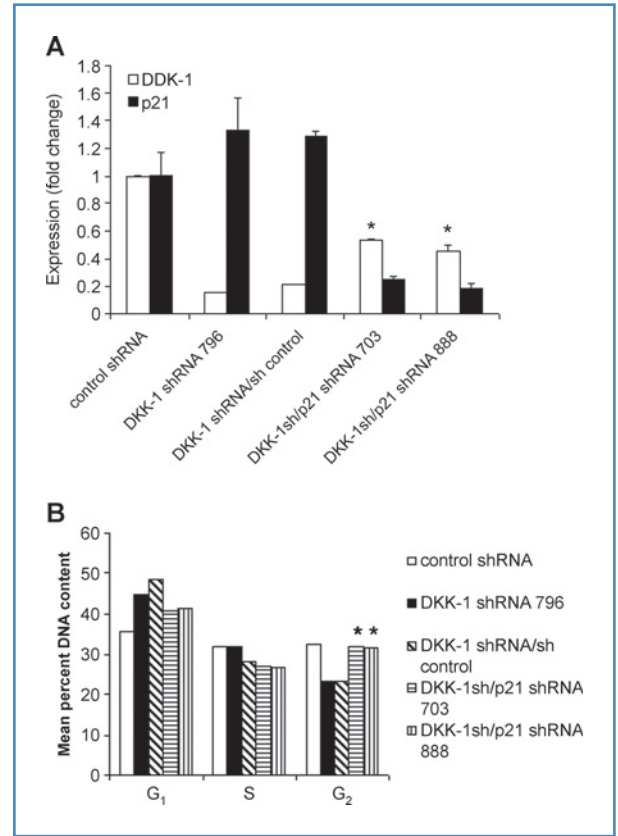 A
1.8
1.6
1.4
1.2
1
0.8
0.6
0.4
0.2
0
Expression (fold change)
DDK-1
p21
*
*
control shRNA
DKK-1 shRNA 796
DKK-1 shRNA/sh control
DKK-1sh/p21 shRNA 703
DKK-1sh/p21 shRNA 888
B
60
50
40
30
20
10
0
Mean percent DNA content
* *
G1
S
G2
control shRNA
DKK-1 shRNA 796
DKK-1 shRNA/sh
control
DKK-1sh/p21 shRNA
703
DKK-1sh/p21 shRNA
888